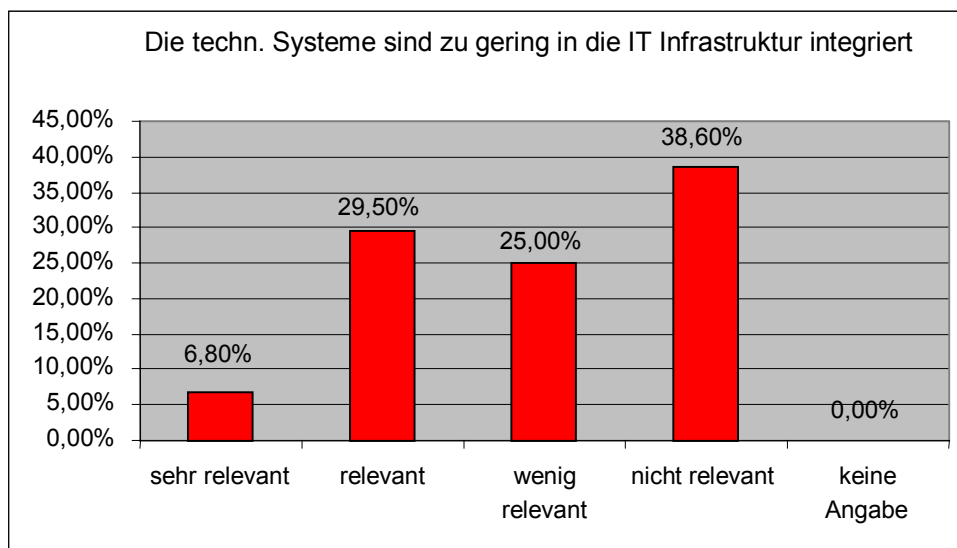 Die techn. Systeme sind zu gering in die IT Infrastruktur integriert
45,00%
40,00%
35,00%
30,00%
25,00%
20,00%
15,00%
10,00%
5,00%
0,00%
6,80%
29,50%
25,00%
38,60%
0,00%
sehr relevant
relevant
wenig
relevant
nicht relevant
keine
Angabe